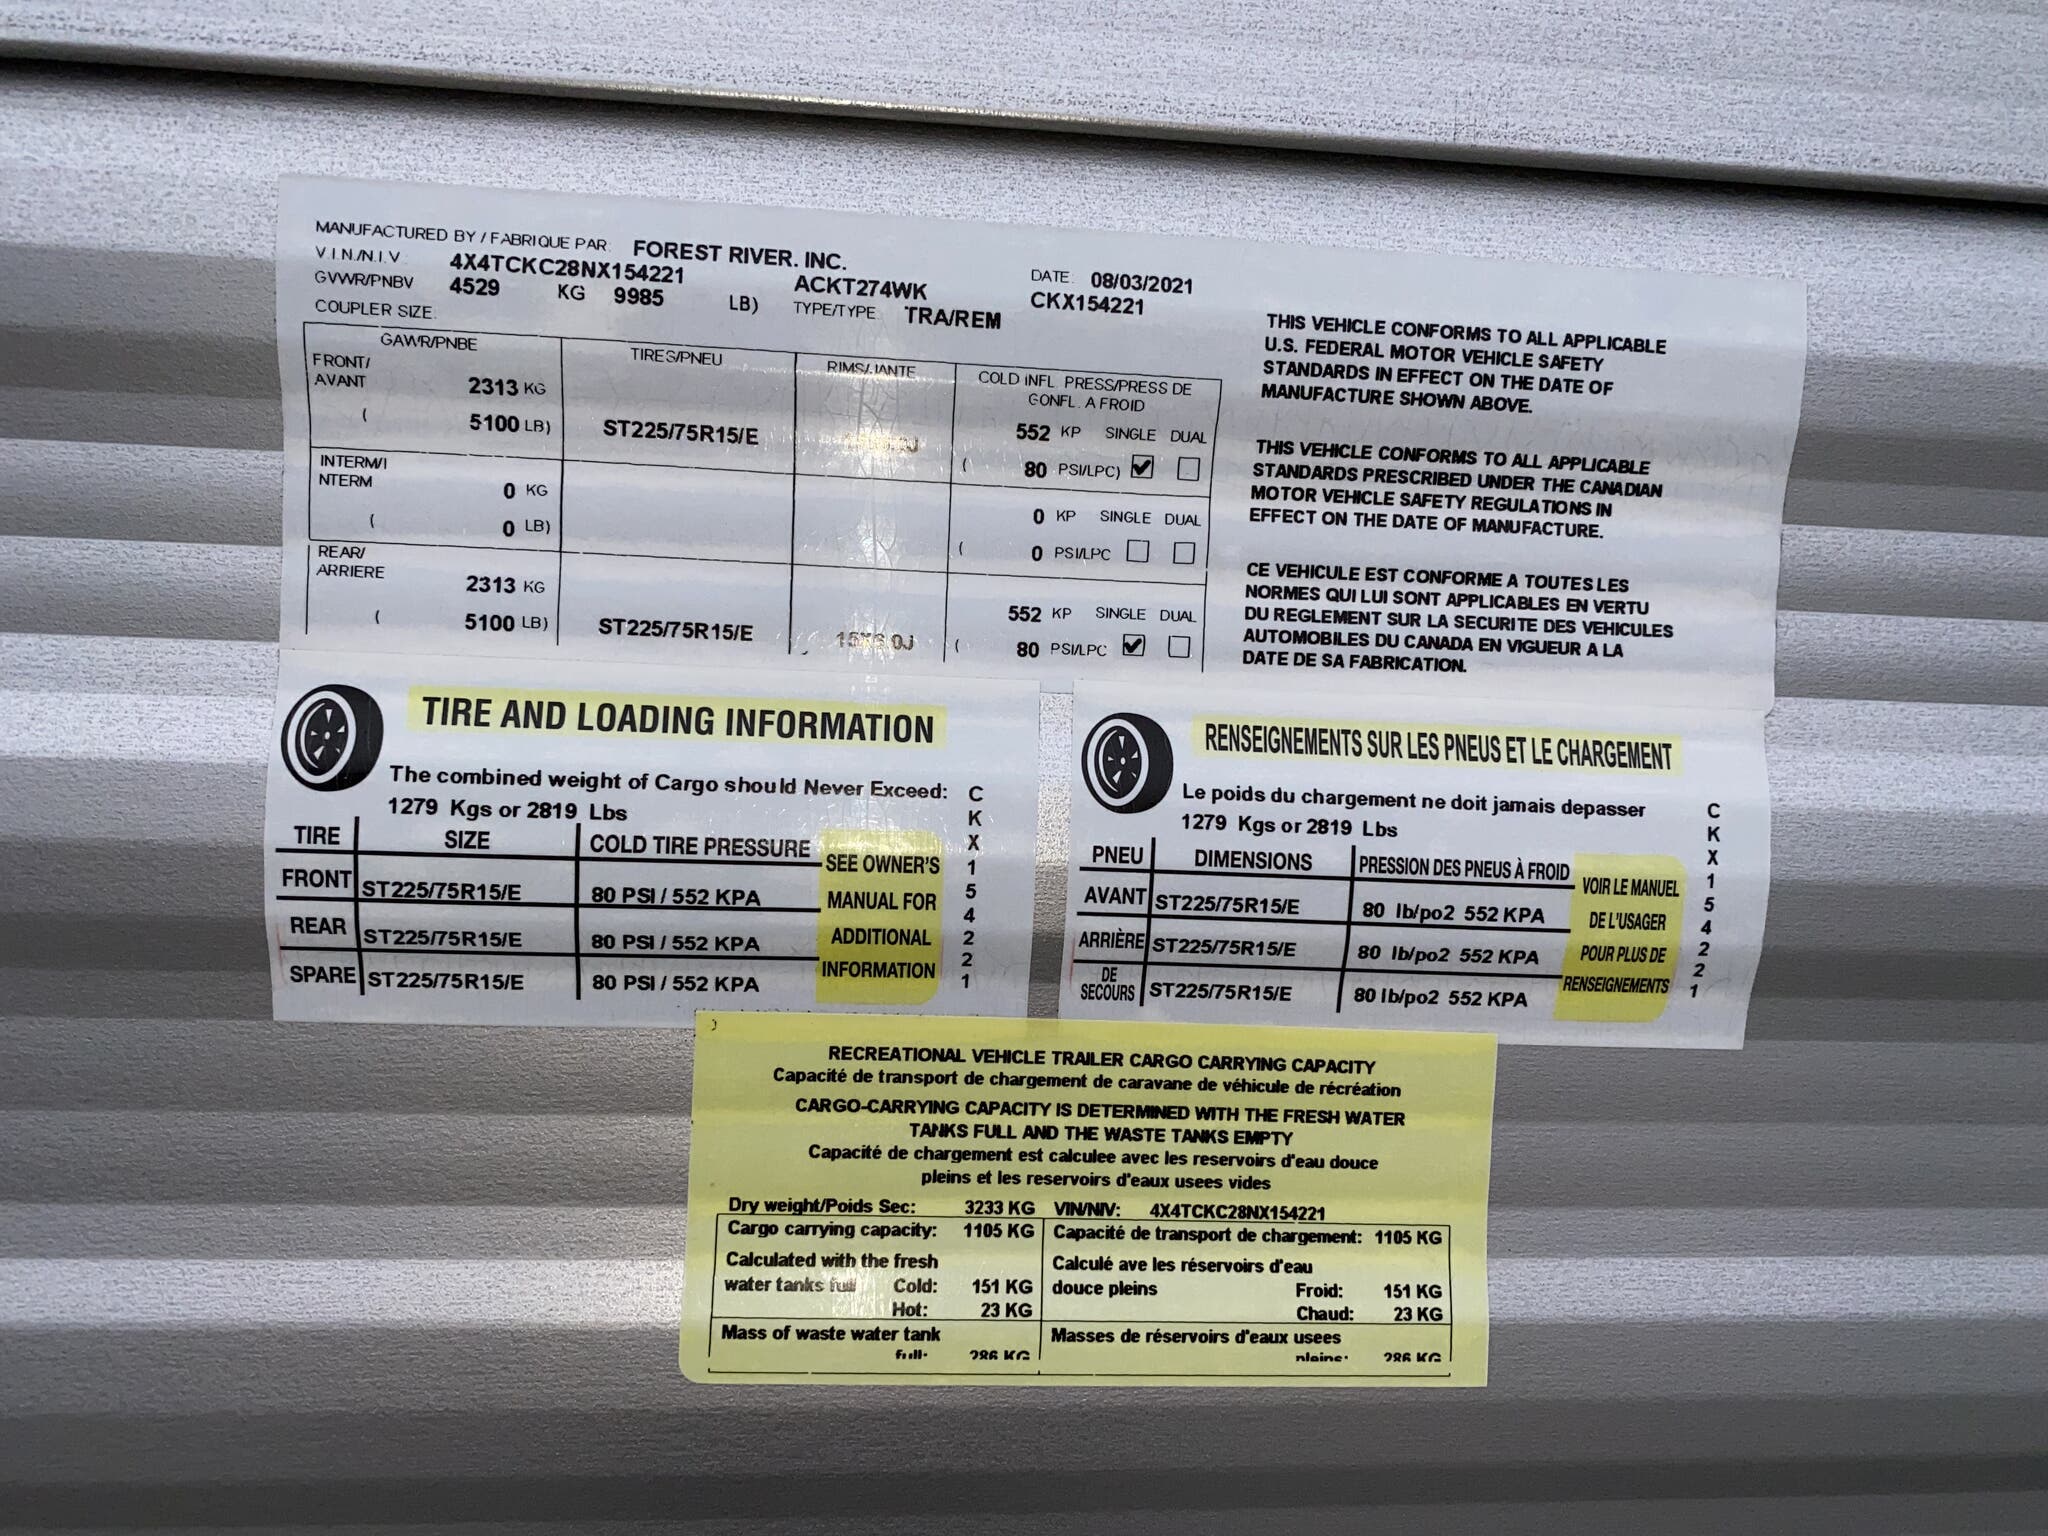 MANUFACTURED BY / FABRIQUE PAR: FOREST RIVER. INC.
V.I.N./N.I.V 4X4TCKC28NX154221
DATE: 08/03/2021
GVWR/PNBV 4529 KG 9985 LB) ACKT274WK CKX154221
COUPLER SIZE: TYPE/TYPE TRA/REM
GAWR/PNBE TIRES/PNEU RIMS/JANTE COLD INFL. PRESS/PRESS DE
GONFL. A FROID
FRONT/
AVANT 2313 KG
( 5100 LB) ST225/75R15/E 552 KP SINGLE DUAL
( 80 PSI/LPC) ✔ ☐
INTERM/I
NTERM 0 KG
( 0 LB)
0 KP SINGLE DUAL
( 0 PSI/LPC ☐ ☐
REAR/
ARRIERE 2313 KG
( 5100 LB) ST225/75R15/E 15X6.0J 552 KP SINGLE DUAL
( 80 PSI/LPC ✔ ☐
THIS VEHICLE CONFORMS TO ALL APPLICABLE
U.S. FEDERAL MOTOR VEHICLE SAFETY
STANDARDS IN EFFECT ON THE DATE OF
MANUFACTURE SHOWN ABOVE.
THIS VEHICLE CONFORMS TO ALL APPLICABLE
STANDARDS PRESCRIBED UNDER THE CANADIAN
MOTOR VEHICLE SAFETY REGULATIONS IN
EFFECT ON THE DATE OF MANUFACTURE.
CE VEHICULE EST CONFORME A TOUTES LES
NORMES QUI LUI SONT APPLICABLES EN VERTU
DU REGLEMENT SUR LA SECURITE DES VEHICULES
AUTOMOBILES DU CANADA EN VIGUEUR A LA
DATE DE SA FABRICATION.
TIRE AND LOADING INFORMATION
The combined weight of Cargo should Never Exceed:
1279 Kgs or 2819 Lbs
TIRE SIZE COLD TIRE PRESSURE
FRONT ST225/75R15/E 80 PSI / 552 KPA
REAR ST225/75R15/E 80 PSI / 552 KPA
SPARE ST225/75R15/E 80 PSI / 552 KPA
SEE OWNER'S
MANUAL FOR
ADDITIONAL
INFORMATION
CKX154221
RENSEIGNEMENTS SUR LES PNEUS ET LE CHARGEMENT
Le poids du chargement ne doit jamais depasser
1279 Kgs or 2819 Lbs
PNEU DIMENSIONS PRESSION DES PNEUS À FROID
AVANT ST225/75R15/E 80 lb/po2 552 KPA
ARRIÈRE ST225/75R15/E 80 lb/po2 552 KPA
DE
SECOURS ST225/75R15/E 80 lb/po2 552 KPA
VOIR LE MANUEL
DE L'USAGER
POUR PLUS DE
RENSEIGNEMENTS
CKX154221
RECREATIONAL VEHICLE TRAILER CARGO CARRYING CAPACITY
Capacité de transport de chargement de caravane de véhicule de récréation
CARGO-CARRYING CAPACITY IS DETERMINED WITH THE FRESH WATER
TANKS FULL AND THE WASTE TANKS EMPTY
Capacité de chargement est calculee avec les reservoirs d'eau douce
pleins et les reservoirs d'eaux usees vides
Dry weight/Poids Sec: 3233 KG VIN/NIV: 4X4TCKC28NX154221
Cargo carrying capacity: 1105 KG Capacité de transport de chargement: 1105 KG
Calculated with the fresh Calculé ave les réservoirs d'eau
water tanks full Cold: 151 KG douce pleins Froid: 151 KG
Hot: 23 KG Chaud: 23 KG
Mass of waste water tank Masses de réservoirs d'eaux usees
full: 286 KG pleins: 286 KG